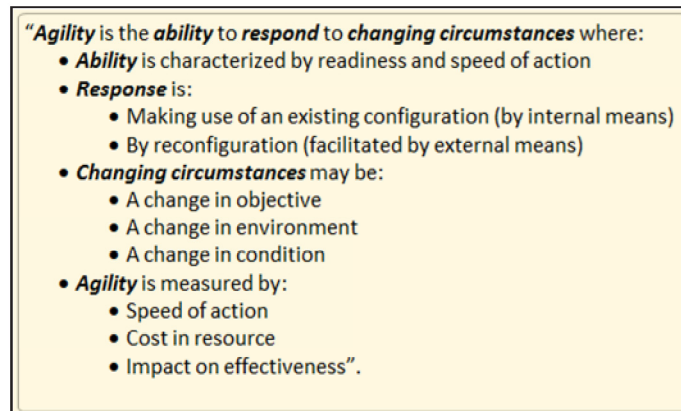 “Agility is the ability to respond to changing circumstances where:
• Ability is characterized by readiness and speed of action
• Response is:
• Making use of an existing configuration (by internal means)
• By reconfiguration (facilitated by external means)
• Changing circumstances may be:
• A change in objective
• A change in environment
• A change in condition
• Agility is measured by:
• Speed of action
• Cost in resource
• Impact on effectiveness”.